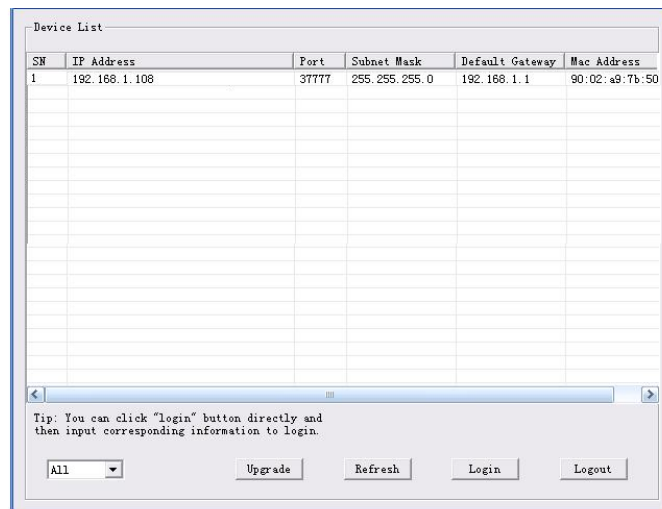 Device List
SN IP Address Port Subnet Mask Default Gateway Mac Address
1 192.168.1.108 37777 255.255.255.0 192.168.1.1 90:02:a9:7b:50
Tip: You can click "login" button directly and
then input corresponding information to login.
All Upgrade Refresh Login Logout